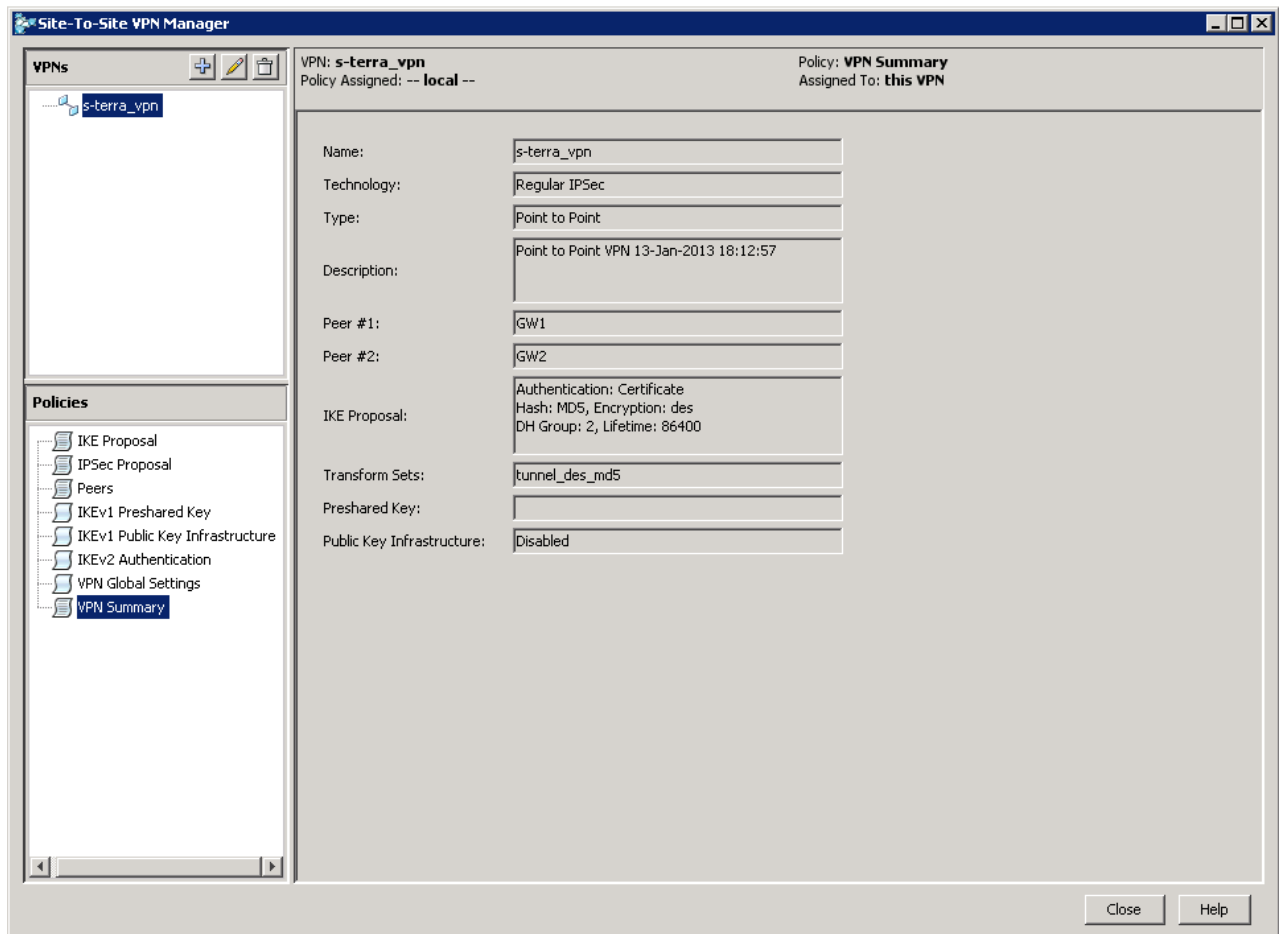 Site-To-Site VPN Manager
VPNs
s-terra_vpn
VPN: s-terra_vpn
Policy Assigned: -- local --
Policy: VPN Summary
Assigned To: this VPN
Name: s-terra_vpn
Technology: Regular IPSec
Type: Point to Point
Description: Point to Point VPN 13-Jan-2013 18:12:57
Peer #1: GW1
Peer #2: GW2
IKE Proposal:
Authentication: Certificate
Hash: MD5, Encryption: des
DH Group: 2, Lifetime: 86400
Transform Sets: tunnel_des_md5
Preshared Key:
Public Key Infrastructure: Disabled
Policies
IKE Proposal
IPSec Proposal
Peers
IKEv1 Preshared Key
IKEv1 Public Key Infrastructure
IKEv2 Authentication
VPN Global Settings
VPN Summary
Close
Help